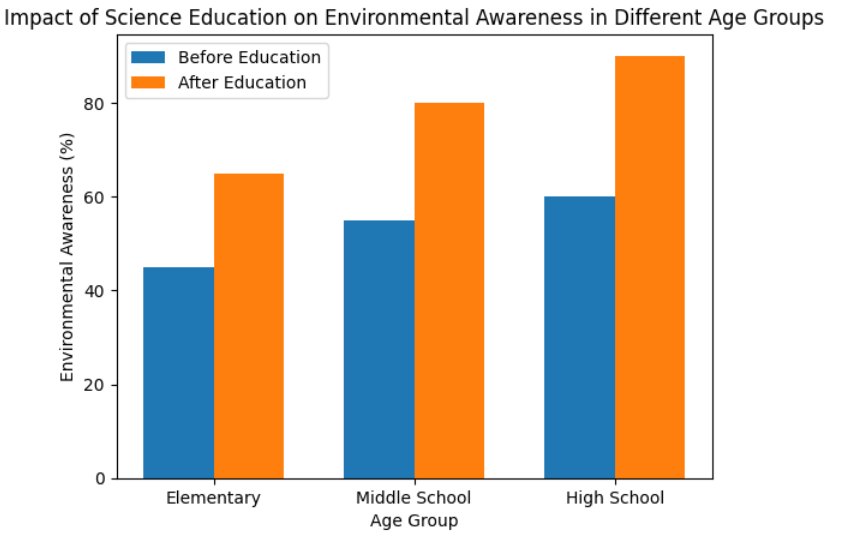 Impact of Science Education on Environmental Awareness in Different Age Groups
Before Education
After Education
Environmental Awareness (%)
80
60
40
20
0
Elementary
Middle School
High School
Age Group